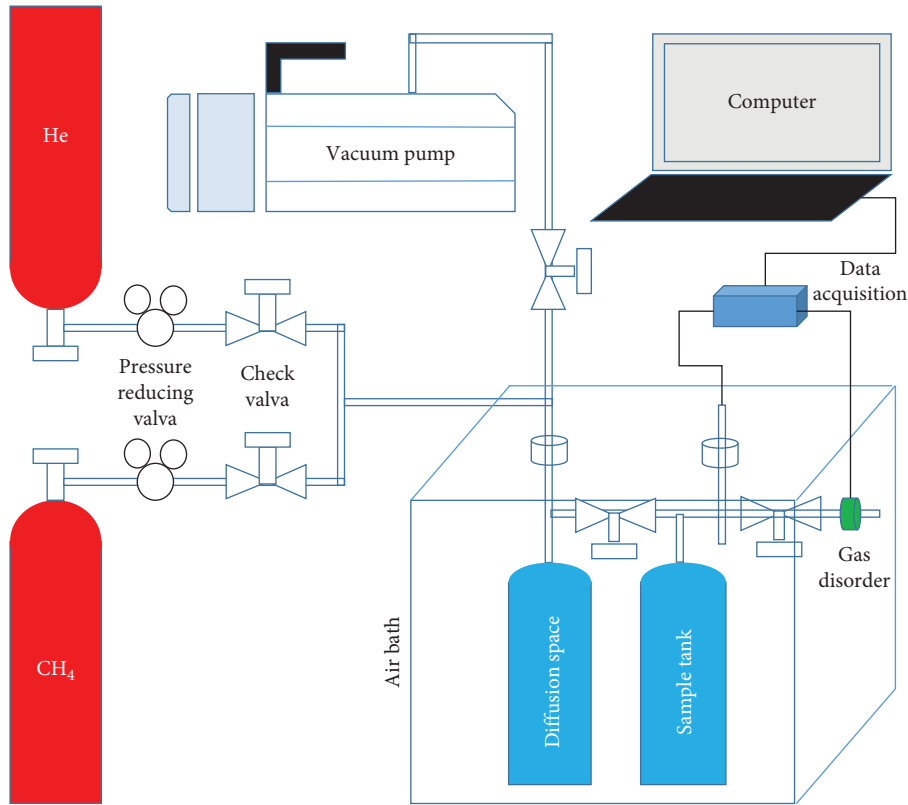 He
Vacuum pump
Computer
Data
acquisition
Pressure
reducing
valva
Check
valva
CH₄
Air bath
Diffusion space
Sample tank
Gas
disorder